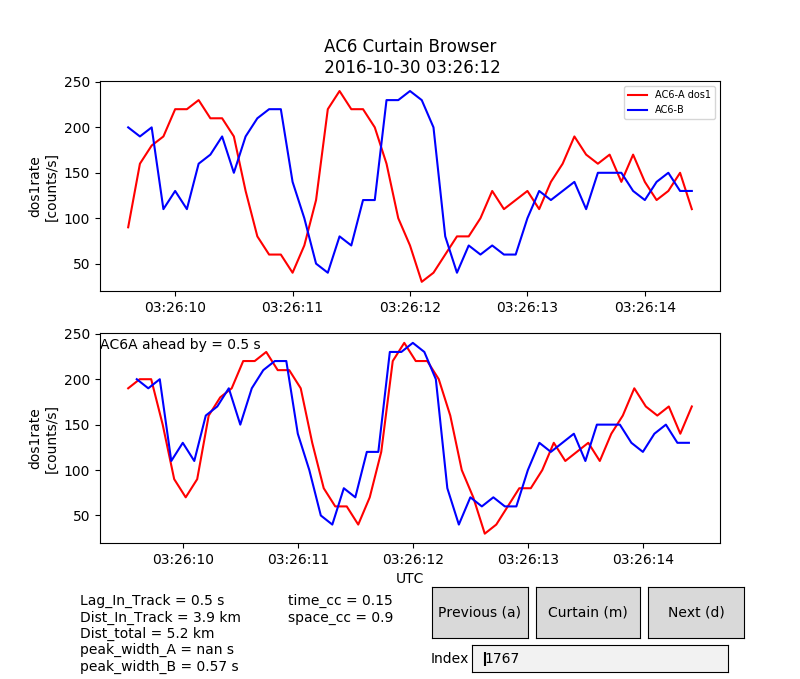 AC6 Curtain Browser
2016-10-30 03:26:12
250
200
150
100
50
dos1rate
[counts/s]
AC6-A dos1
AC6-B
03:26:10 03:26:11 03:26:12 03:26:13 03:26:14
AC6A ahead by = 0.5 s
250
200
150
100
50
dos1rate
[counts/s]
03:26:10 03:26:11 03:26:12 03:26:13 03:26:14
UTC
Lag_In_Track = 0.5 s
Dist_In_Track = 3.9 km
Dist_total = 5.2 km
peak_width_A = nan s
peak_width_B = 0.57 s
time_cc = 0.15
space_cc = 0.9
Previous (a) Curtain (m) Next (d)
Index 1767